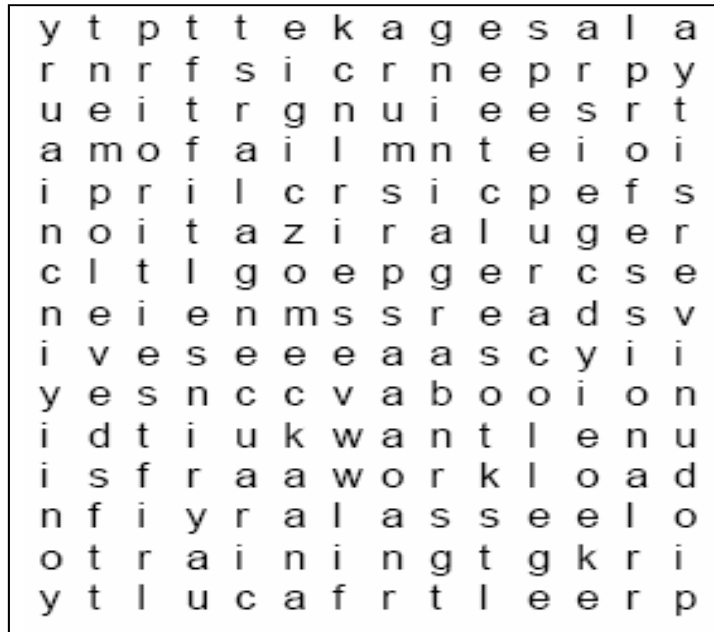 y t p t t e k a g e s a l a
r n r f s i c r n e p r p y
u e i t r g n u i e e s r t
a m o f a i l m n t e i o i
i p r i l c r s i c p e f s
n o i t a z i r a l u g e r
c l t l g o e p g e r c s e
n e i e n m s s r e a d s v
i v e s e e e a a s c y i i
y e s n c c v a b o o i o n
i d t i u k w a n t l e n u
i s f r a a w o r k l o a d
n f i y r a l a s s e e l o
o t r a i n i n g t g k r i
y t l u c a f r t l e e r p